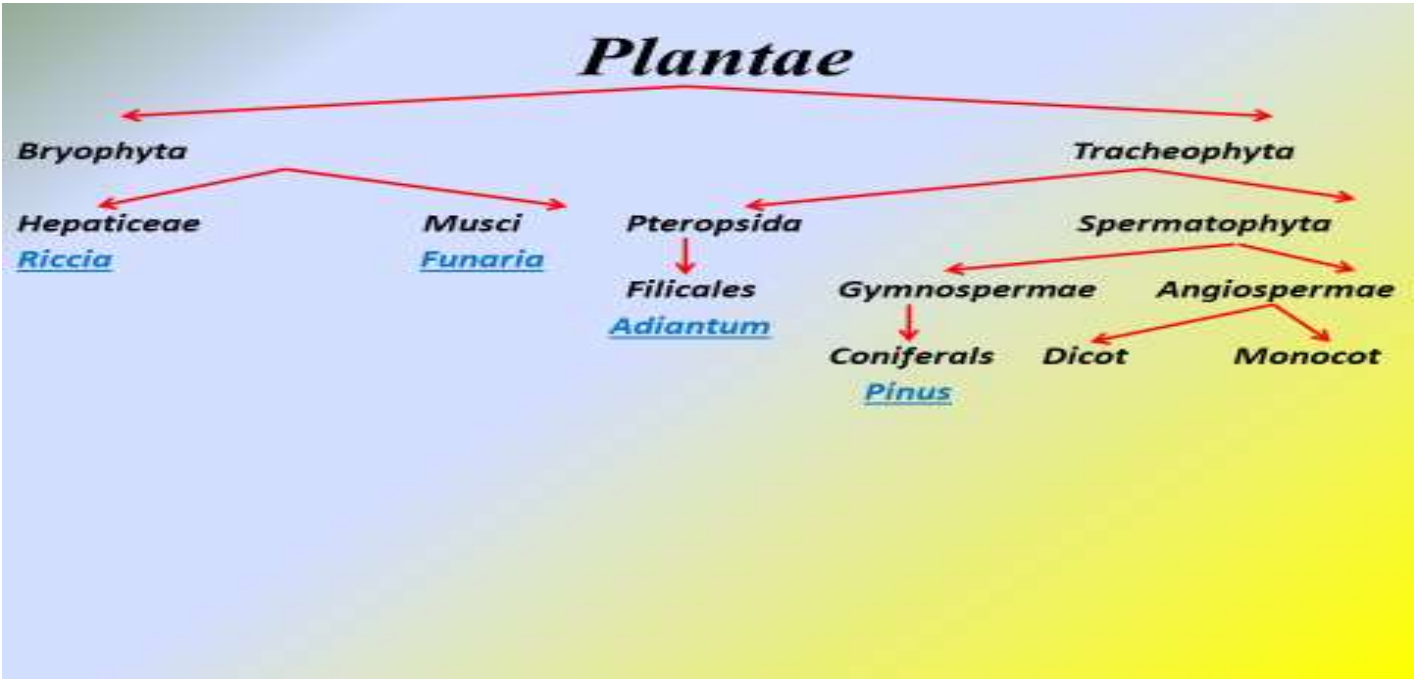 Plantae
Bryophyta Tracheophyta
Hepaticeae Musci Pteropsida Spermatophyta
Riccia Funaria
Filicales Gymnospermae Angiospermae
Adiantum
Coniferals Dicot Monocot
Pinus